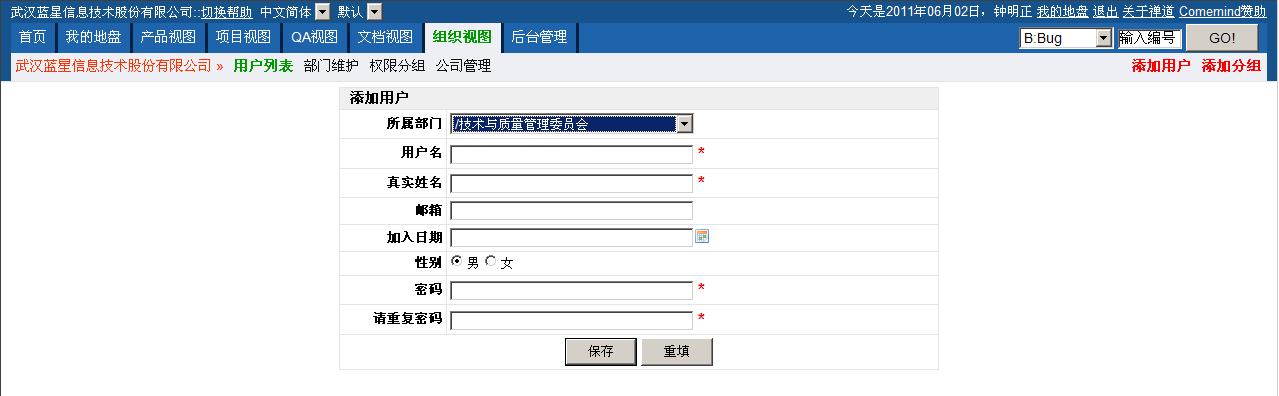 武汉蓝星信息技术股份有限公司::切换帮助 中文简体 默认 今天是2011年06月02日，钟明正 我的地盘 退出 关于禅道 Comemind赞助
首页 我的地盘 产品视图 项目视图 QA视图 文档视图 组织视图 后台管理 B:Bug 输入编号 GO!
武汉蓝星信息技术股份有限公司 » 用户列表 部门维护 权限分组 公司管理 添加用户 添加分组
添加用户
所属部门 /技术与质量管理委员会
用户名 *
真实姓名 *
邮箱
加入日期
性别 男 女
密码 *
请重复密码 *
保存 重填